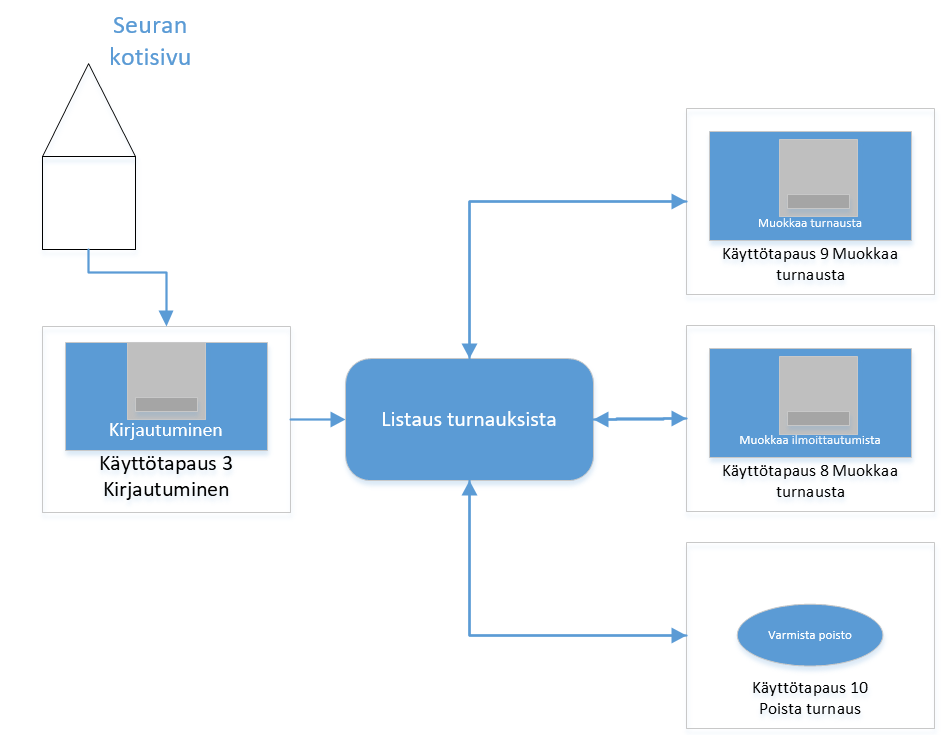 Seuran
kotisivu
Kirjautuminen
Käyttötapaus 3
Kirjautuminen
Listaus turnauksista
Muokkaa turnausta
Käyttötapaus 9 Muokkaa
turnausta
Muokkaa ilmoittautumista
Käyttötapaus 8 Muokkaa
turnausta
Varmista poisto
Käyttötapaus 10
Poista turnaus